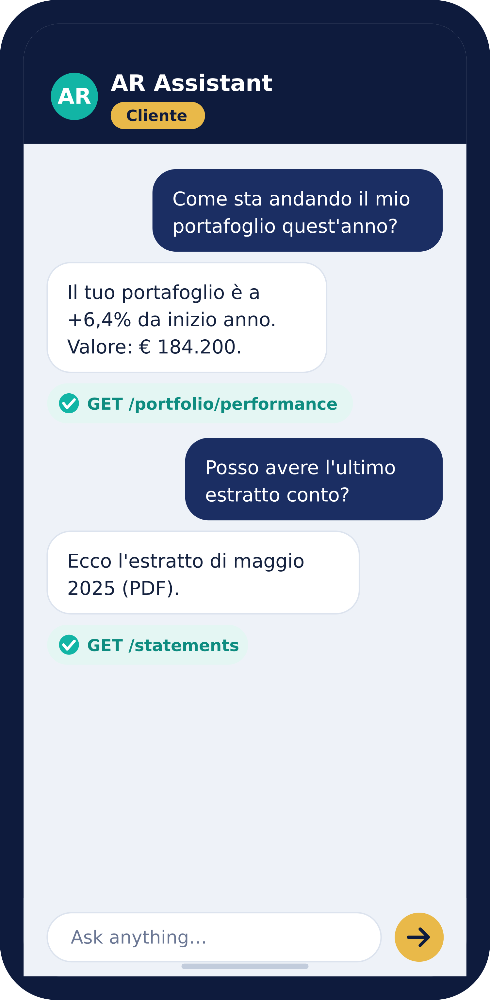 AR
AR Assistant
Cliente
Come sta andando il mio
portafoglio quest'anno?
Il tuo portafoglio è a
+6,4% da inizio anno.
Valore: € 184.200.
GET /portfolio/performance
Posso avere l'ultimo
estratto conto?
Ecco l'estratto di maggio
2025 (PDF).
GET /statements
Ask anything…